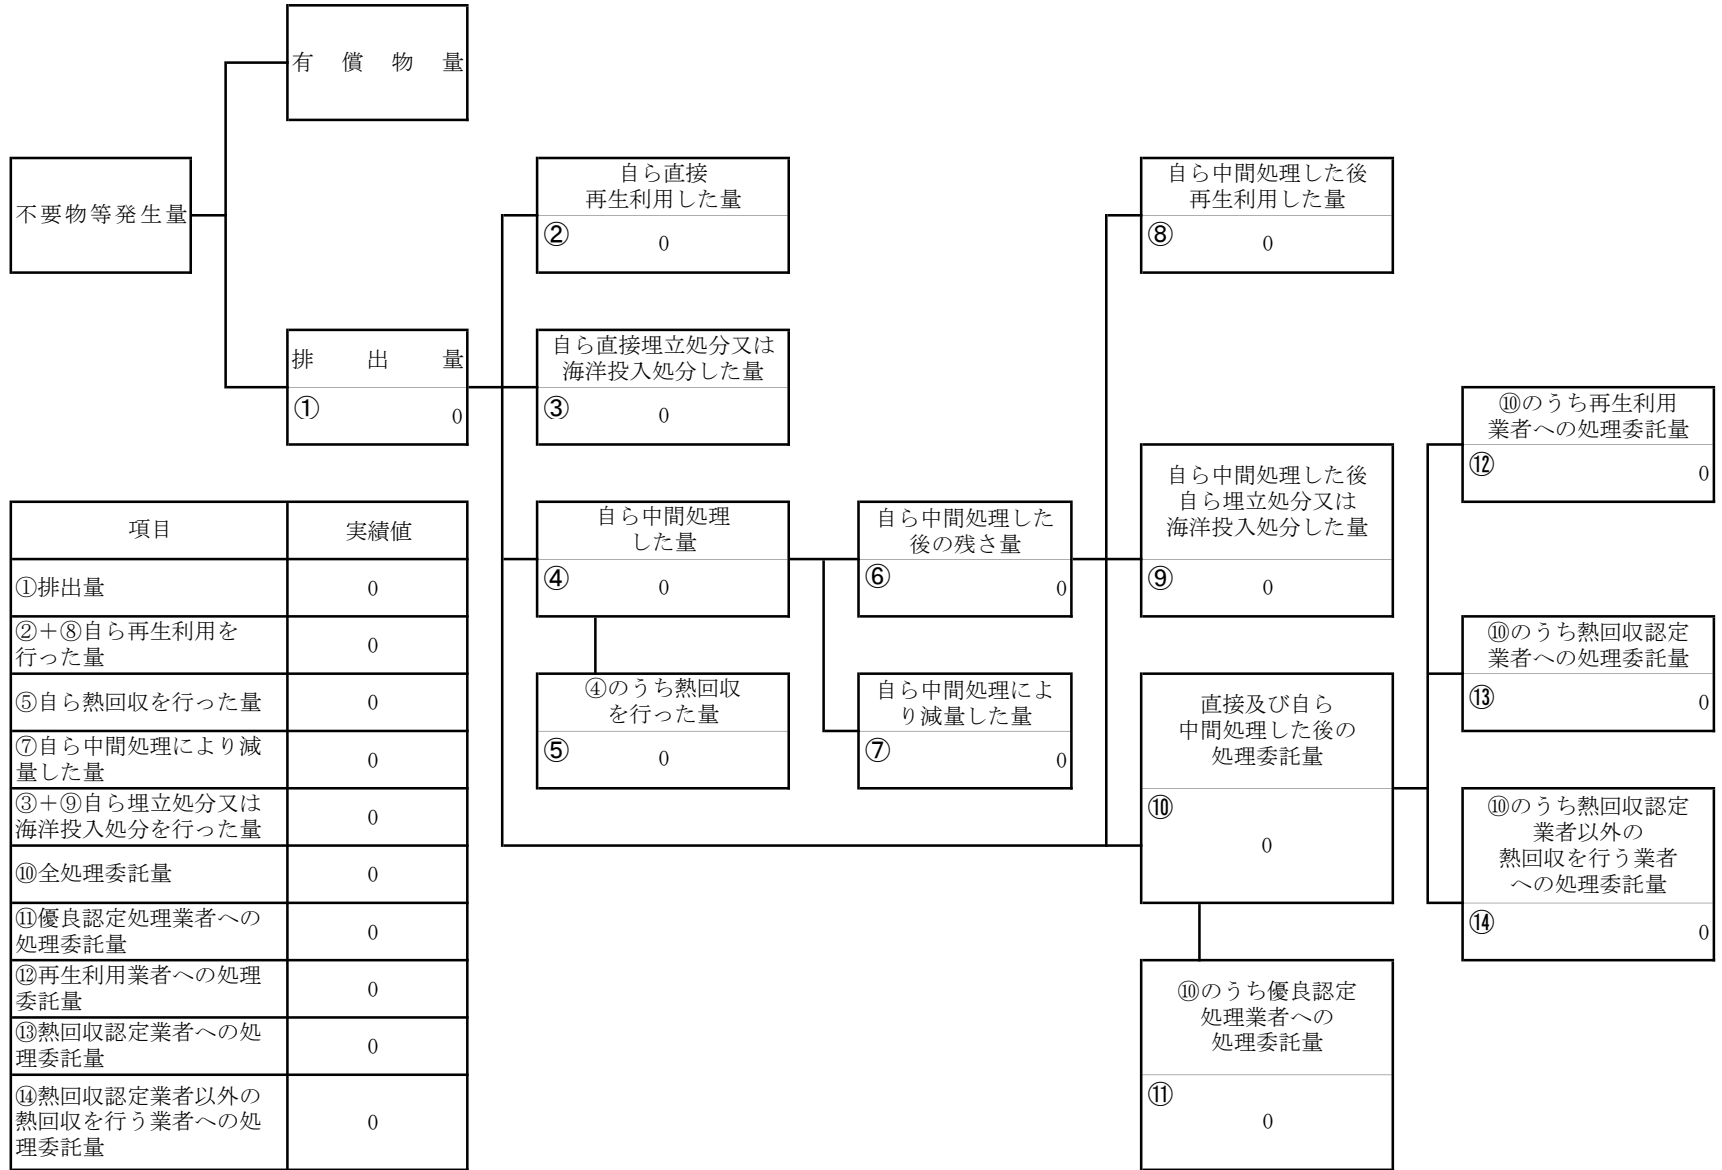 有償物量
不要物等発生量
排出量
①
0
自ら直接
再生利用した量
②
0
自ら直接埋立処分又は
海洋投入処分した量
③
0
自ら中間処理
した量
④
0
④のうち熱回収
を行った量
⑤
0
自ら中間処理した
後の残さ量
⑥
0
自ら中間処理によ
り減量した量
⑦
0
自ら中間処理した後
再生利用した量
⑧
0
自ら中間処理した後
自ら埋立処分又は
海洋投入処分した量
⑨
0
直接及び自ら
中間処理した後の
処理委託量
⑩
0
⑩のうち優良認定
処理業者への
処理委託量
⑪
0
⑩のうち再生利用
業者への処理委託量
⑫
0
⑩のうち熱回収認定
業者への処理委託量
⑬
0
⑩のうち熱回収認定
業者以外の
熱回収を行う業者
への処理委託量
⑭
0
項目 実績値
①排出量 0
②+⑧自ら再生利用を
行った量
0
⑤自ら熱回収を行った量 0
⑦自ら中間処理により減
量した量
0
③+⑨自ら埋立処分又は
海洋投入処分を行った量
0
⑩全処理委託量 0
⑪優良認定処理業者への
処理委託量
0
⑫再生利用業者への処理
委託量
0
⑬熱回収認定業者への処
理委託量
0
⑭熱回収認定業者以外の
熱回収を行う業者への処
理委託量
0